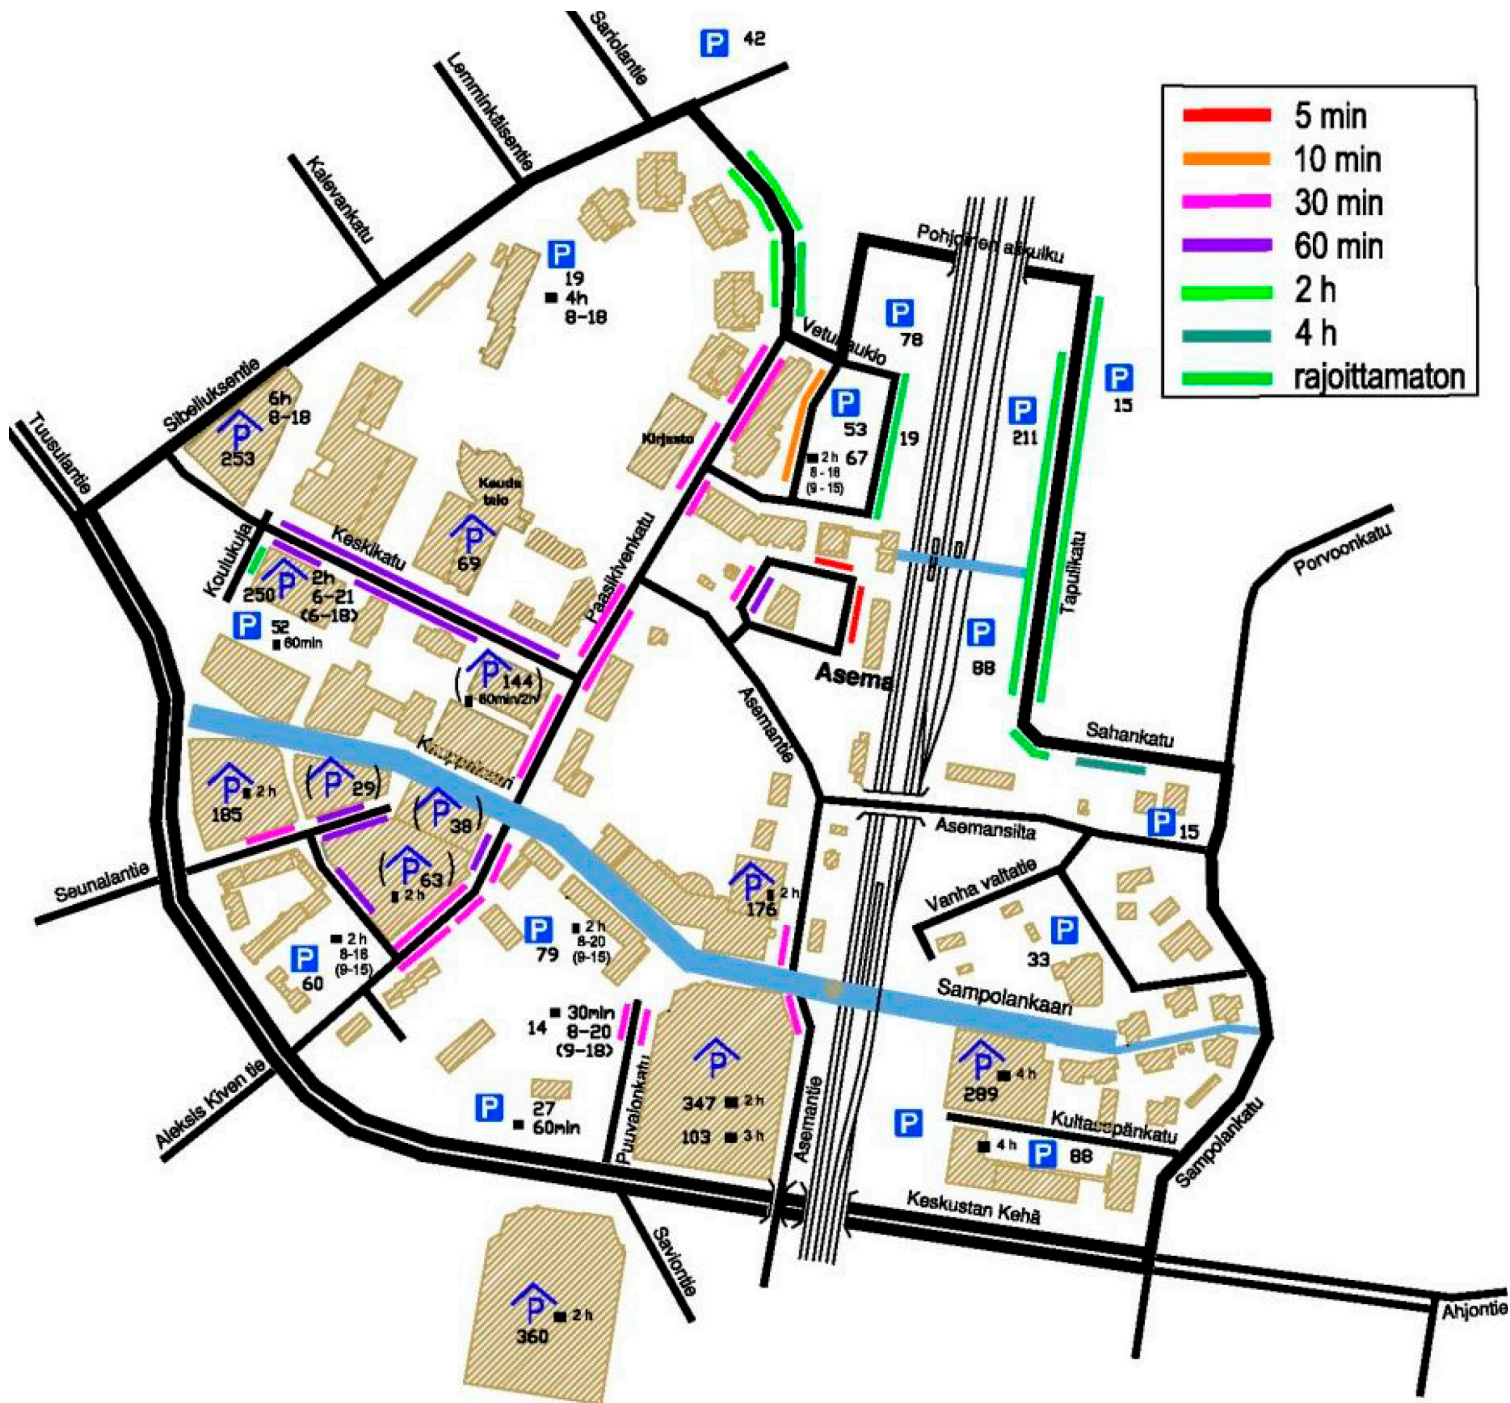 Sariolantie
P 42
Lemminkäisentie
Kalevankatu
5 min
10 min
30 min
60 min
2 h
4 h
rajoittamaton
Pohjoinen alikulku
P
19
4h
8-18
P
78
Vetur aukio
Sibeliuksentie
Tuusulantie
6h
8-18
P
253
P
53
2h 67
8 - 18
(9 - 15)
19
P
211
P
15
Kirjasto
P
69
Keskikatu
Koulukuja
P 2h
250 6-21
(6-18)
P 52
60min
Paasikivenkatu
Tapulikatu
Porvoonkatu
P
88
Asema
(P 144)
60min/2h
Asemantie
Sahankatu
P 2h
185
(P 29)
(P 38)
(P 63)
2h
Asemansilta
P 15
Vanha valtatie
Seunalantie
P 2h
176
P
33
P 2h
8-18
60 (9-15)
P 2h
79 8-20
(9-15)
Sampolankaari
14 30min
8-20
(9-18)
Puuvalonkatu
P
347 2h
103 3h
Asemantie
P 4h
289
P
27
60min
P
Kultasepänkatu
4h P 88
Sampolankatu
Aleksis Kiven tie
Keskustan Kehä
Saviontie
P 2h
360
Ahjontie